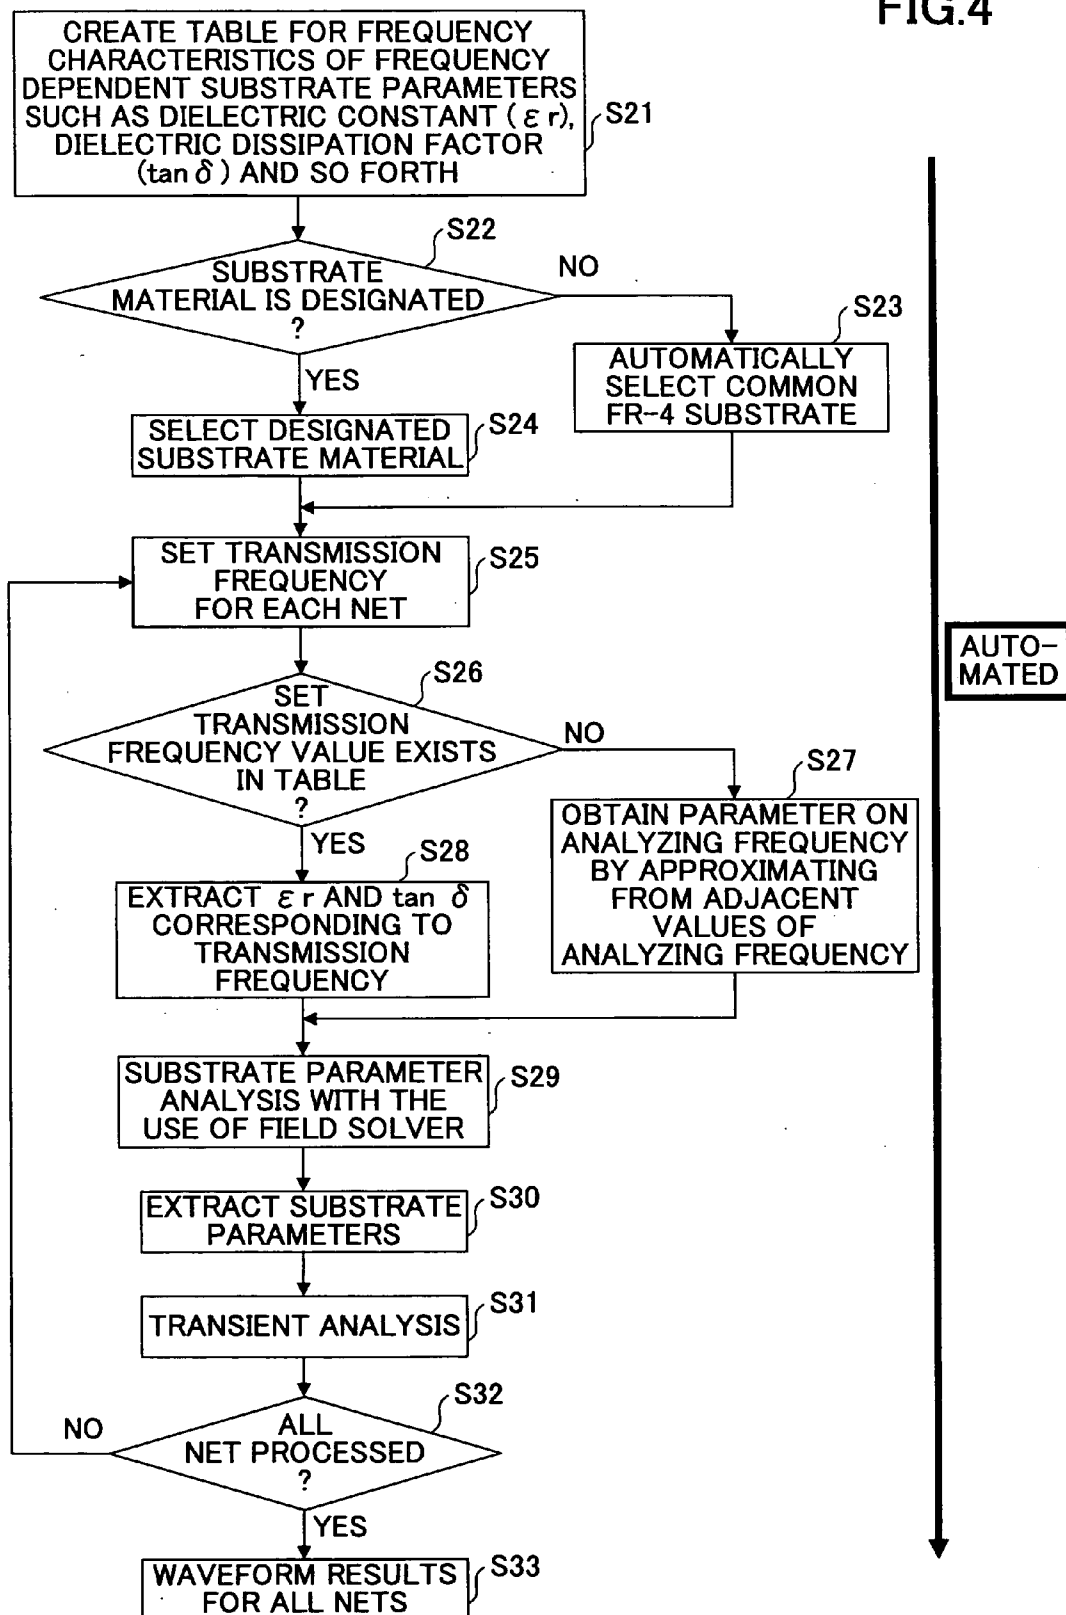 FIG.4
CREATE TABLE FOR FREQUENCY
CHARACTERISTICS OF FREQUENCY
DEPENDENT SUBSTRATE PARAMETERS
SUCH AS DIELECTRIC CONSTANT (εr),
DIELECTRIC DISSIPATION FACTOR
(tan δ) AND SO FORTH
S21
S22
SUBSTRATE
MATERIAL IS DESIGNATED
?
NO
YES
S23
AUTOMATICALLY
SELECT COMMON
FR-4 SUBSTRATE
S24
SELECT DESIGNATED
SUBSTRATE MATERIAL
S25
SET TRANSMISSION
FREQUENCY
FOR EACH NET
AUTO-
MATED
S26
SET
TRANSMISSION
FREQUENCY VALUE EXISTS
IN TABLE
?
NO
YES
S27
OBTAIN PARAMETER ON
ANALYZING FREQUENCY
BY APPROXIMATING
FROM ADJACENT
VALUES OF
ANALYZING FREQUENCY
S28
EXTRACT εr AND tan δ
CORRESPONDING TO
TRANSMISSION
FREQUENCY
S29
SUBSTRATE PARAMETER
ANALYSIS WITH THE
USE OF FIELD SOLVER
S30
EXTRACT SUBSTRATE
PARAMETERS
S31
TRANSIENT ANALYSIS
S32
ALL
NET PROCESSED
?
NO
YES
S33
WAVEFORM RESULTS
FOR ALL NETS